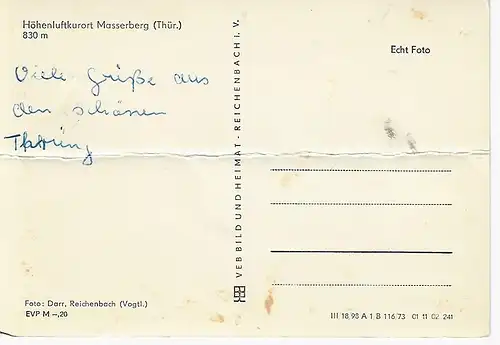 Höhenluftkurort Masserberg (Thür.)
830 m
Viele Grüße aus
den schönen
Echt Foto
VEB BILD UND HEIMAT · REICHENBACH I. V.
Foto: Darr, Reichenbach (Vogtl.)
EVP M –,20
III 18,98 A 1 B 116/73 01 11 02 241